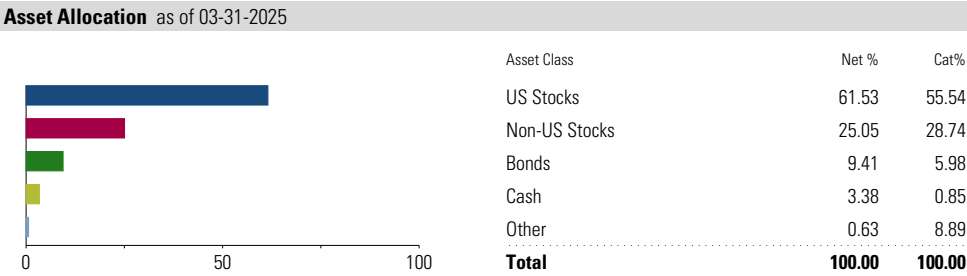 Asset Allocation as of 03-31-2025
Asset Class Net % Cat%
US Stocks 61.53 55.54
Non-US Stocks 25.05 28.74
Bonds 9.41 5.98
Cash 3.38 0.85
Other 0.63 8.89
Total 100.00 100.00
0 50 100